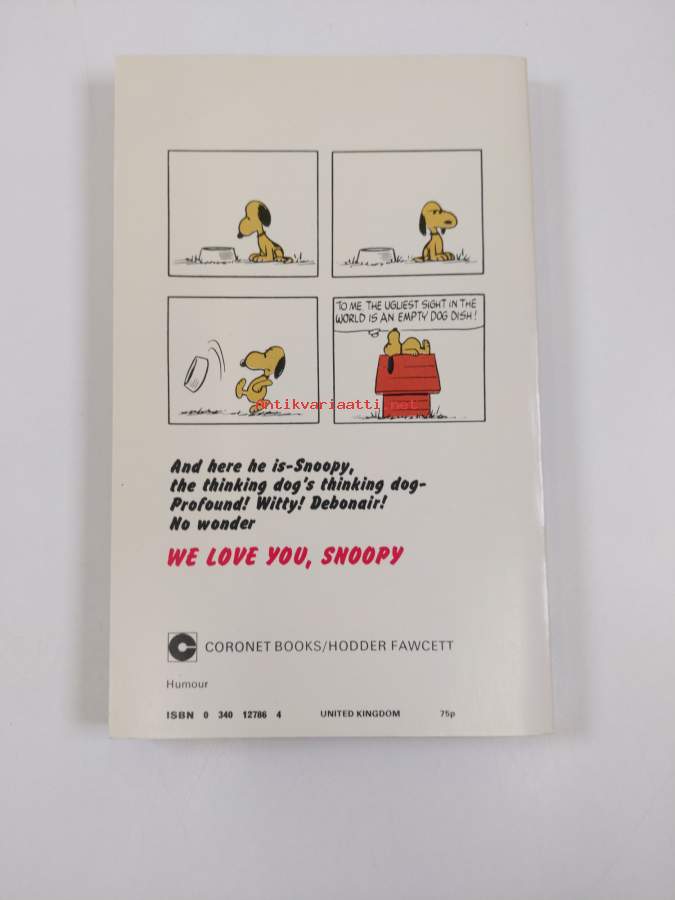 TO ME, THE UGLIEST SIGHT IN THE
WORLD IS AN EMPTY DOG DISH!
Antikvariaatti.net
And here he is-Snoopy,
the thinking dog's thinking dog-
Profound! Witty! Debonair!
No wonder
WE LOVE YOU, SNOOPY
CORONET BOOKS/HODDER FAWCETT
Humour
ISBN 0 340 12786 4 UNITED KINGDOM 75p